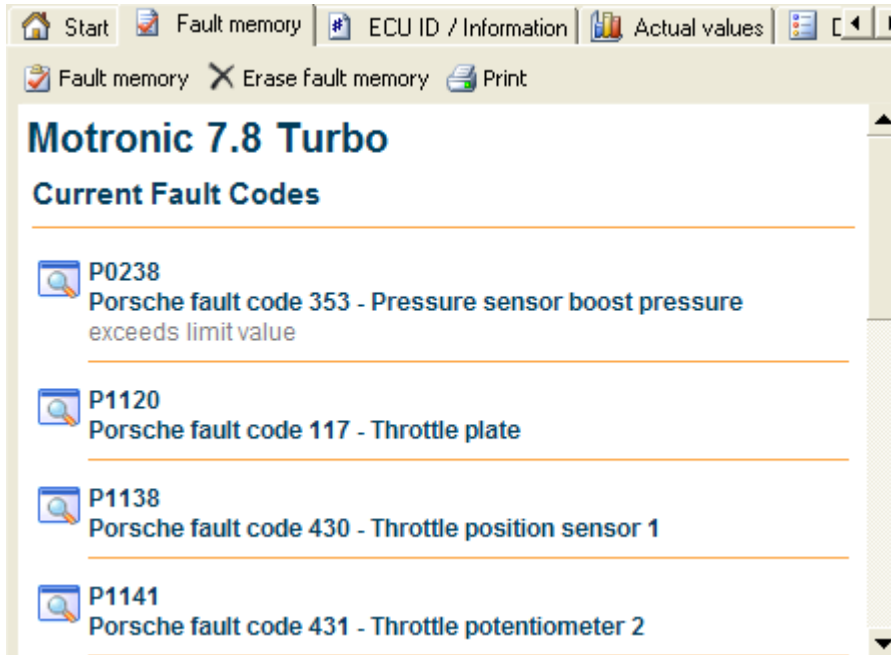 Start Fault memory ECU ID / Information Actual values
Fault memory Erase fault memory Print
Motronic 7.8 Turbo
Current Fault Codes
P0238
Porsche fault code 353 - Pressure sensor boost pressure
exceeds limit value
P1120
Porsche fault code 117 - Throttle plate
P1138
Porsche fault code 430 - Throttle position sensor 1
P1141
Porsche fault code 431 - Throttle potentiometer 2